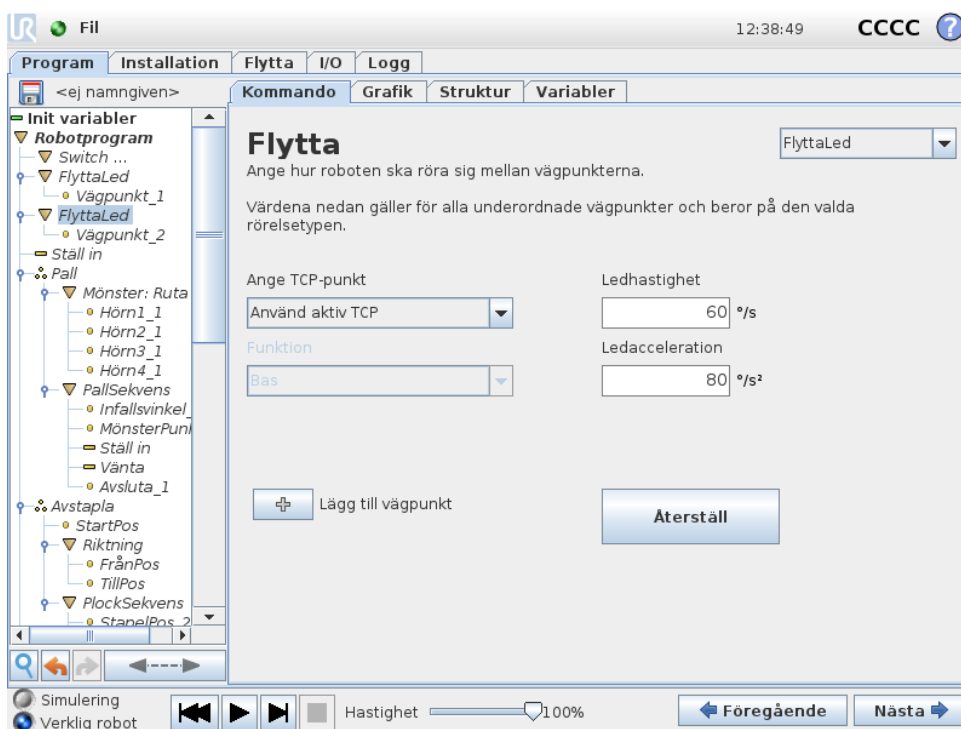 UR Fil 12:38:49 CCCC ?
Program Installation Flytta I/O Logg
<ej namngiven>
Kommando Grafik Struktur Variabler
Init variabler
Robotprogram
Switch ...
FlyttaLed
Vägpunkt_1
FlyttaLed
Vägpunkt_2
Ställ in
Pall
Mönster: Ruta
Hörn1_1
Hörn2_1
Hörn3_1
Hörn4_1
PallSekvens
Infallsvinkel_
MönsterPun
Ställ in
Vänta
Avsluta_1
Avstapla
StartPos
Riktning
FrånPos
TillPos
PlockSekvens
StapelPos_2
Flytta
FlyttaLed
Ange hur roboten ska röra sig mellan vägpunkterna.
Värdena nedan gäller för alla underordnade vägpunkter och beror på den valda
rörelsetypen.
Ange TCP-punkt
Ledhastighet
Använd aktiv TCP
60 °/s
Funktion
Ledacceleration
Bas
80 °/s²
Lägg till vägpunkt
Återställ
Simulering
Verklig robot
Hastighet 100%
Föregående
Nästa